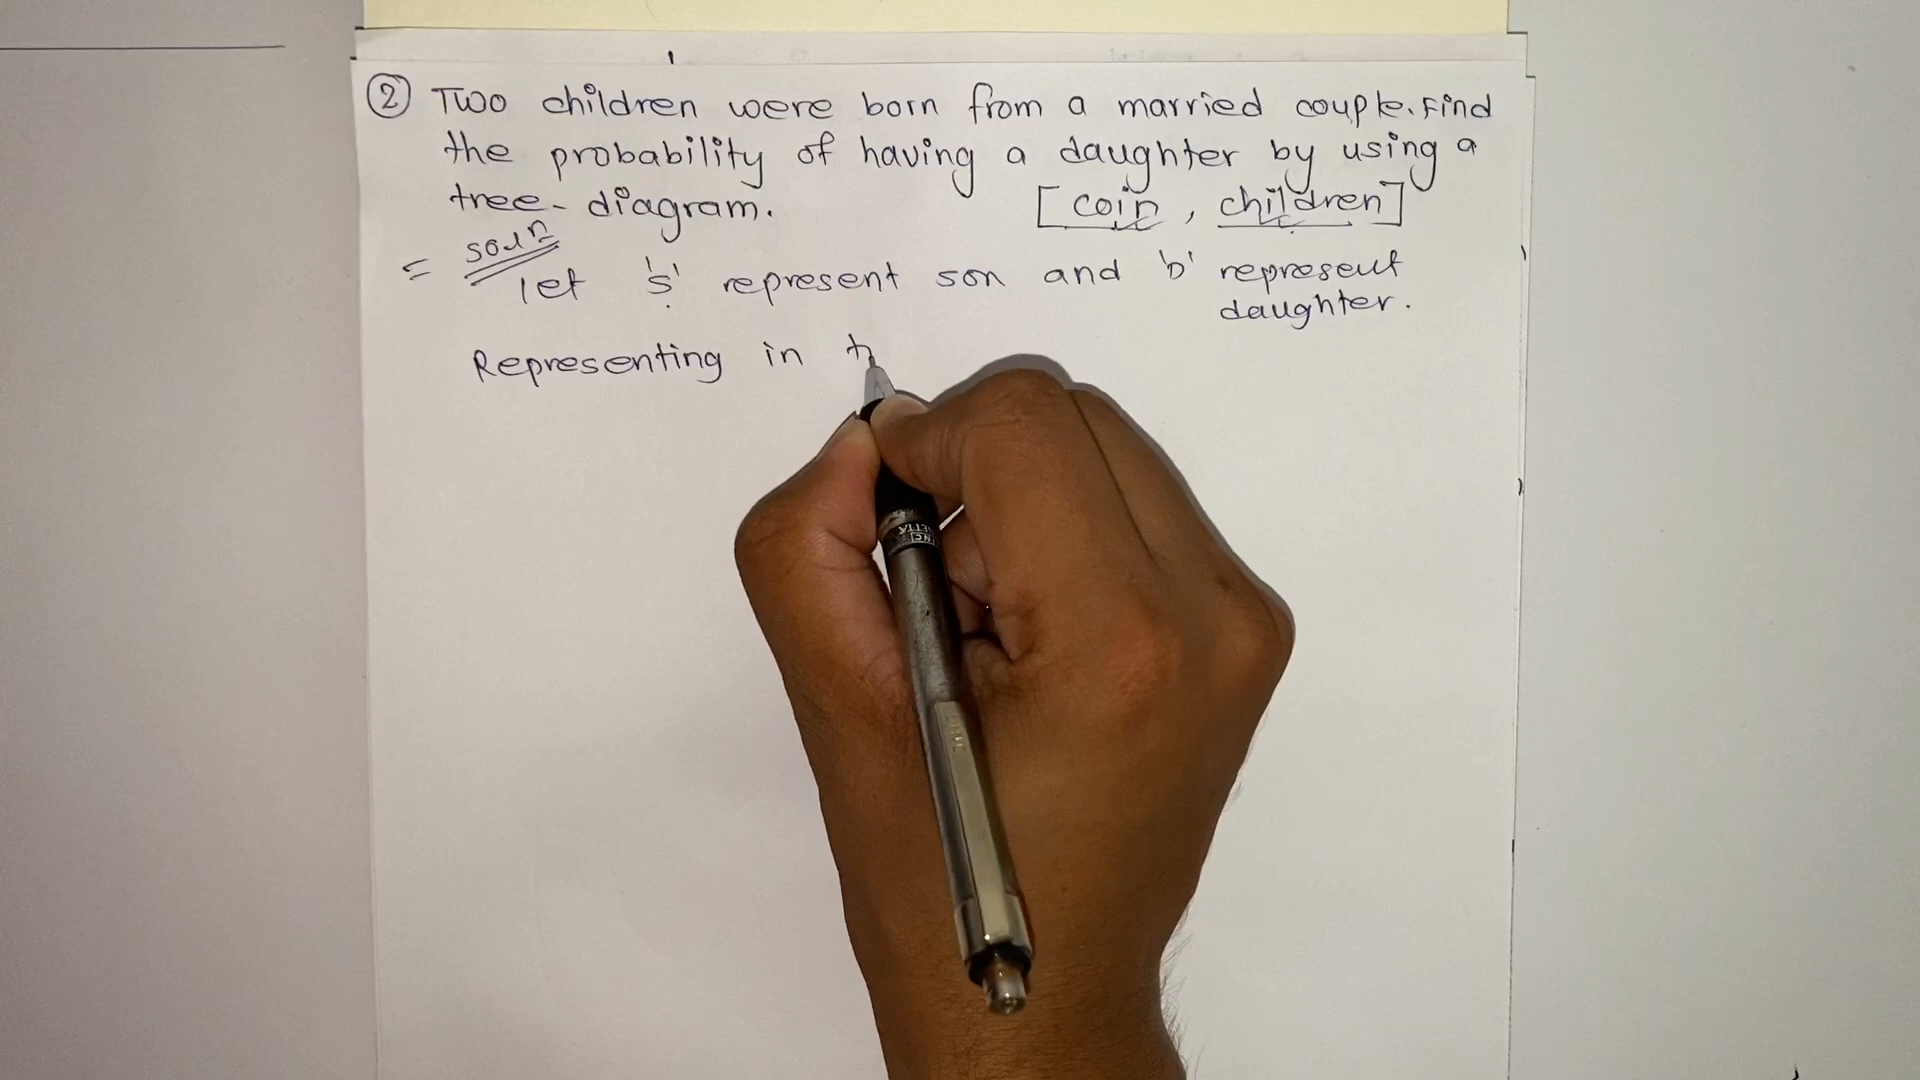 ② Two children were born from a married couple. Find
the probability of having a daughter by using a
tree-diagram. [coin, children]
= soln
let 's' represent son and 'D' represent
daughter.
Representing in